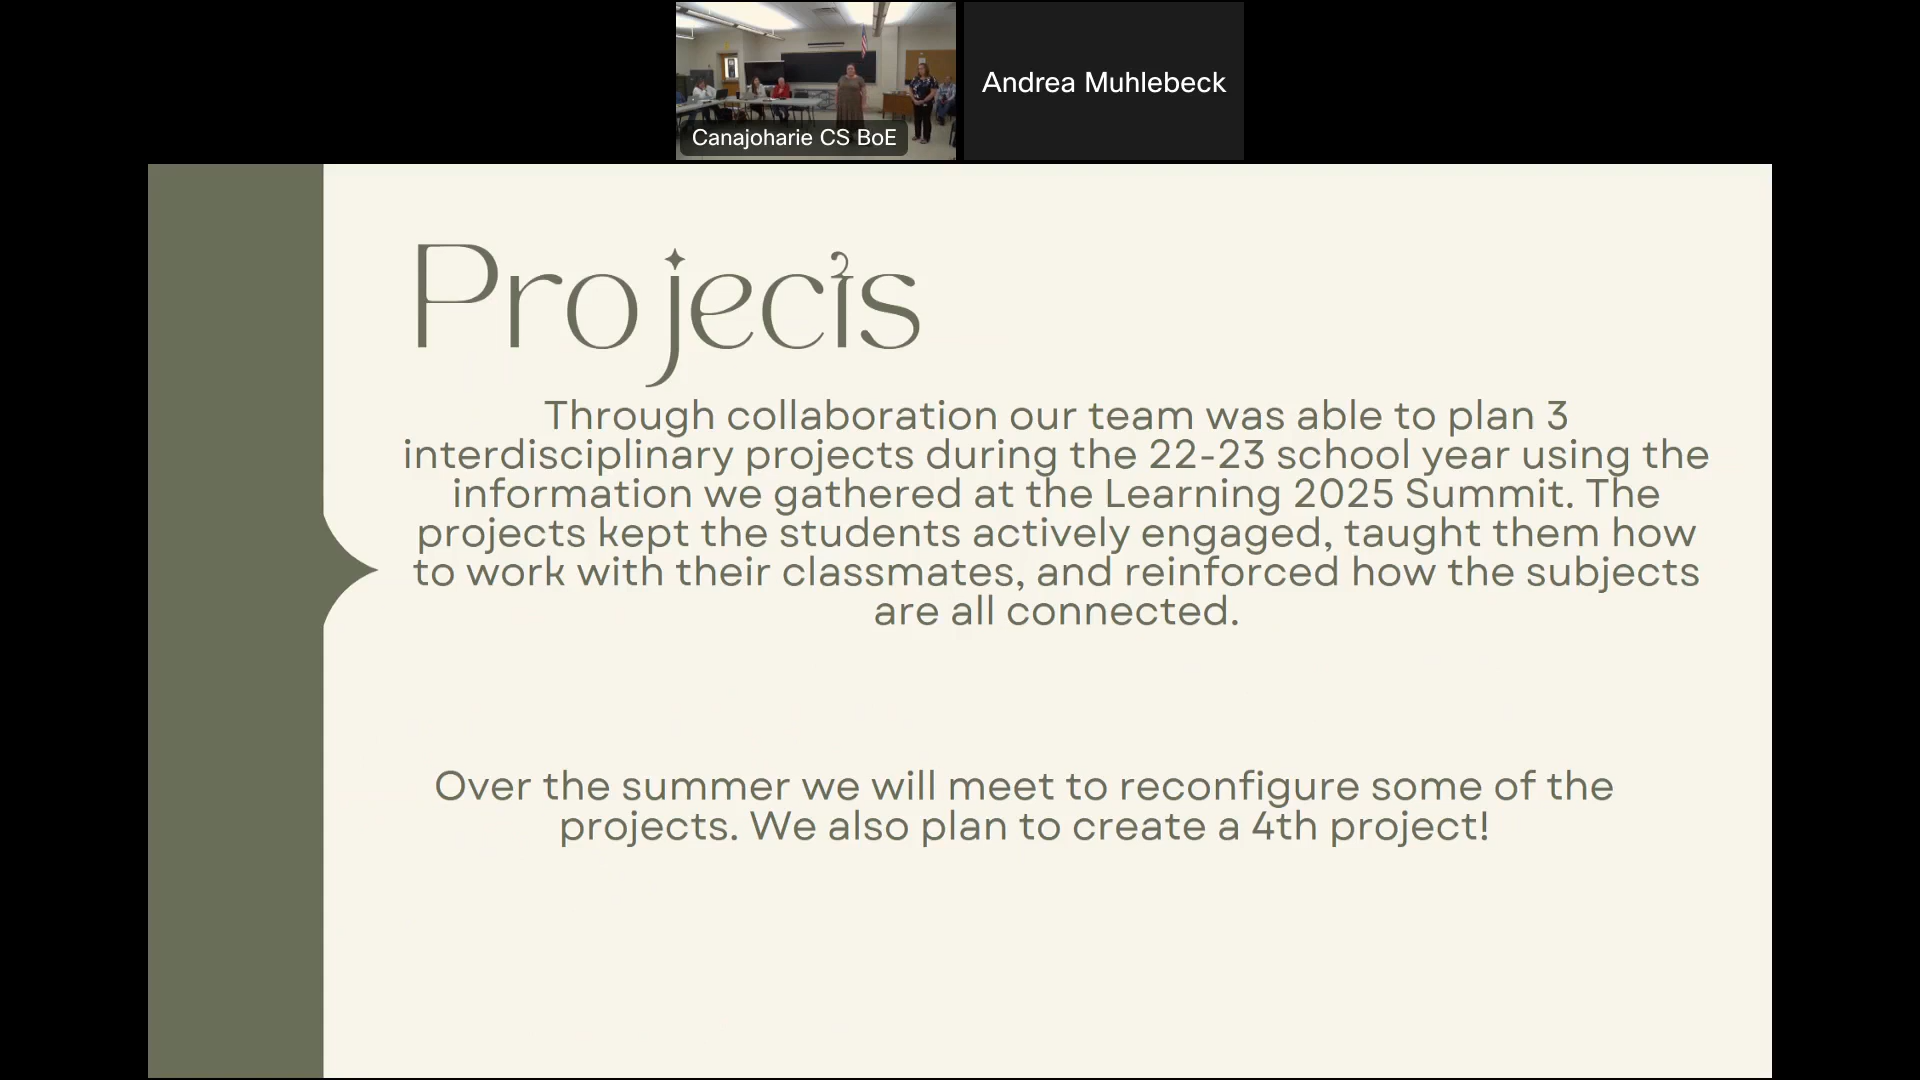 Canajoharie CS BoE
Andrea Muhlebeck
Projects
Through collaboration our team was able to plan 3
interdisciplinary projects during the 22-23 school year using the
information we gathered at the Learning 2025 Summit. The
projects kept the students actively engaged, taught them how
to work with their classmates, and reinforced how the subjects
are all connected.
Over the summer we will meet to reconfigure some of the
projects. We also plan to create a 4th project!